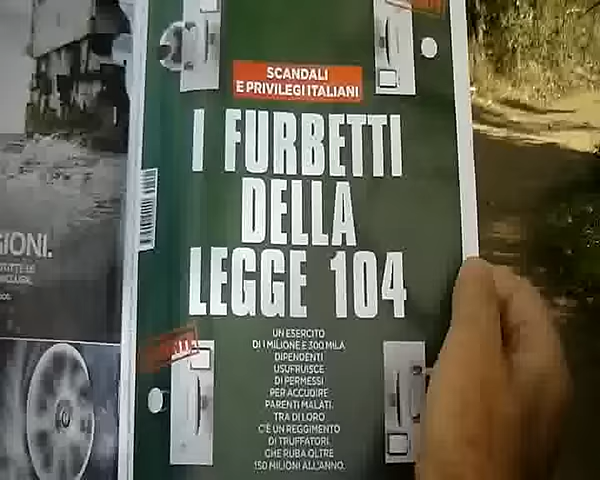 SCANDALI
E PRIVILEGI ITALIANI
I FURBETTI
DELLA
LEGGE 104
UN ESERCITO
DI 1 MILIONE E 300 MILA
DIPENDENTI
USUFRUISCE
DI PERMESSI
PER ACCUDIRE
PARENTI MALATI.
TRA DI LORO
C'È UN REGGIMENTO
DI TRUFFATORI.
CHE RUBA OLTRE
150 MILIONI ALL'ANNO.
GIONI.